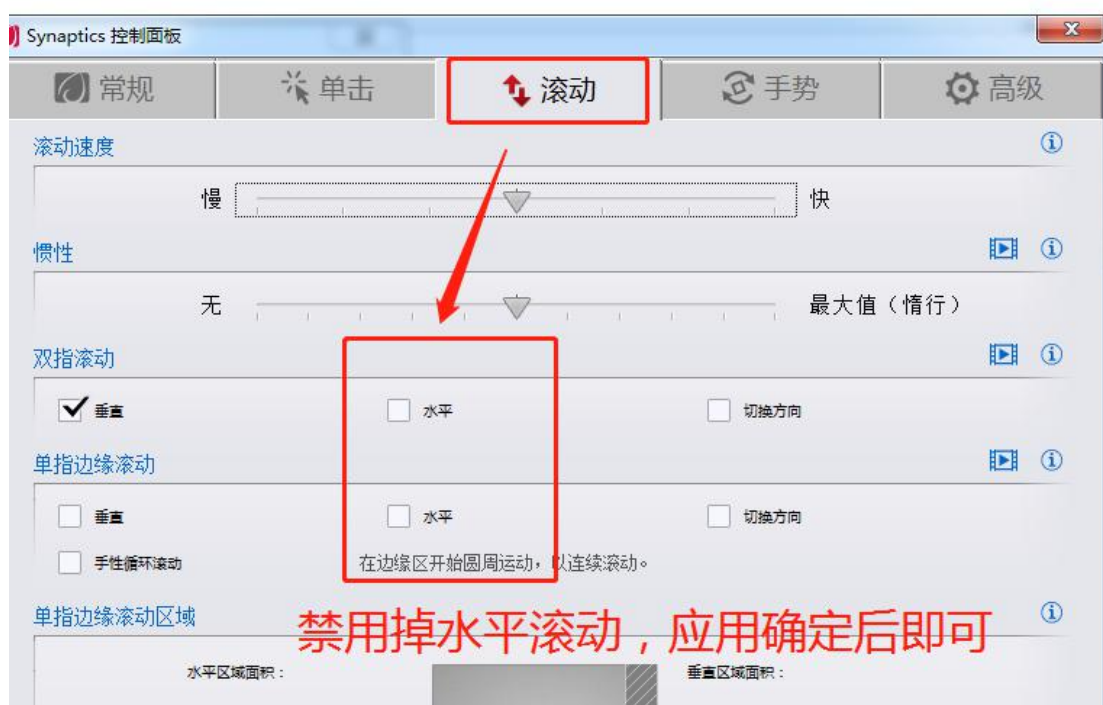 Synaptics 控制面板
常规 单击 滚动 手势 高级
滚动速度
慢 快
惯性
无 最大值（惰行）
双指滚动
垂直 水平 切换方向
单指边缘滚动
垂直 水平 切换方向
手性循环滚动 在边缘区开始圆周运动，以连续滚动。
单指边缘滚动区域
禁用掉水平滚动，应用确定后即可
水平区域面积： 垂直区域面积：